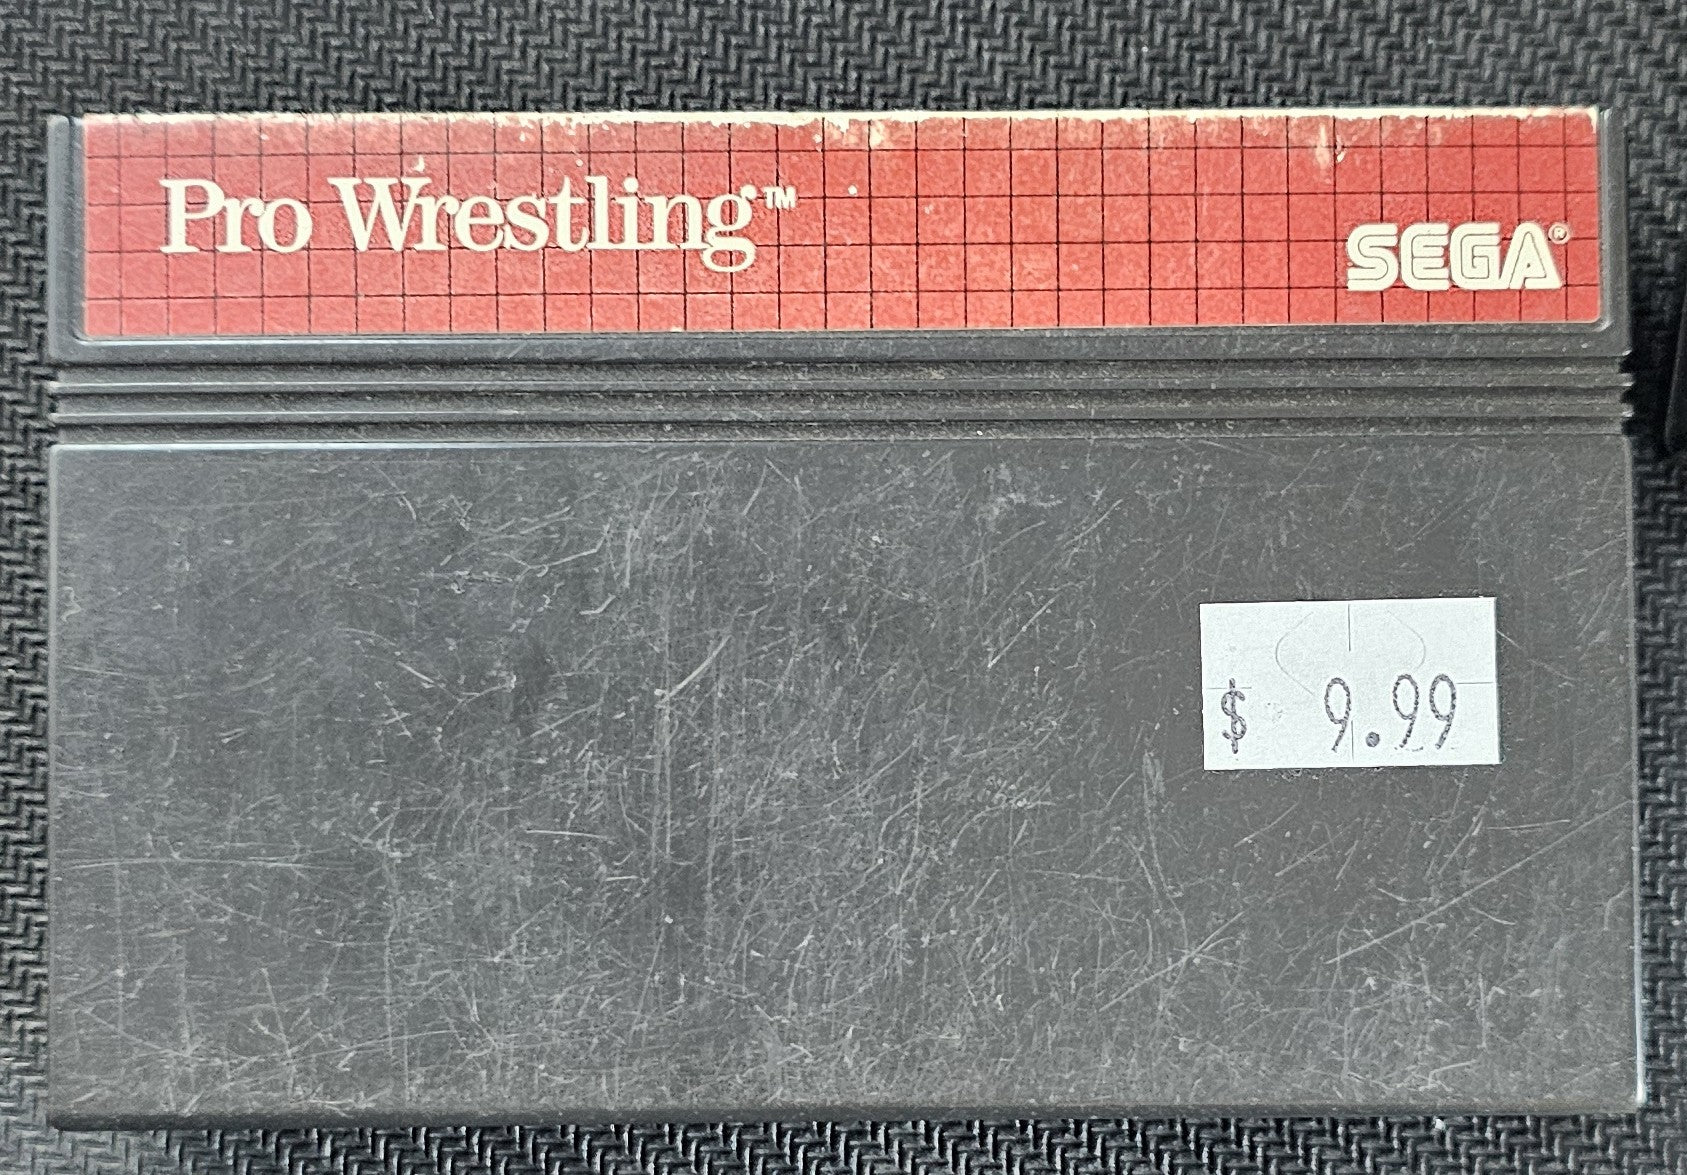 Pro Wrestling™
SEGA®
$ 9.99